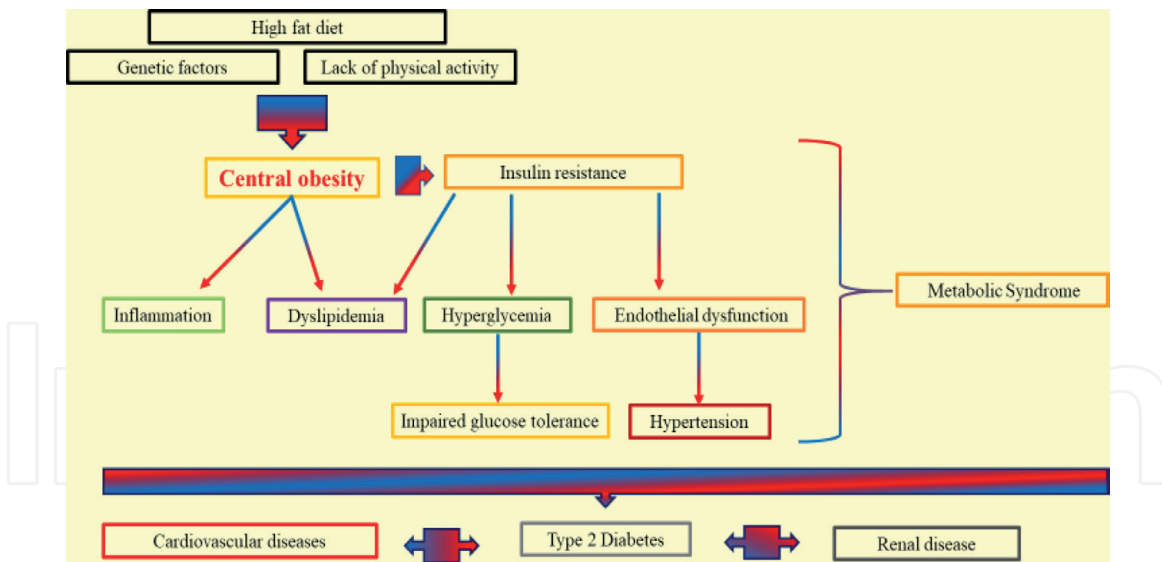 High fat diet
Genetic factors
Lack of physical activity
Central obesity
Insulin resistance
Metabolic Syndrome
Inflammation
Dyslipidemia
Hyperglycemia
Endothelial dysfunction
Impaired glucose tolerance
Hypertension
Cardiovascular diseases
Type 2 Diabetes
Renal disease